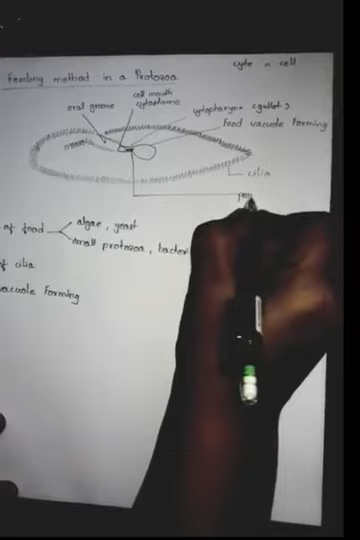 cyte = cell
Feeding method in a Protozoa
cell mouth
oral groove
cytostome
cytopharynx (gullet)
food vacuole forming
cilia
of food
algae, yeast
small protozoa, bacteri
of cilia
vacuole forming